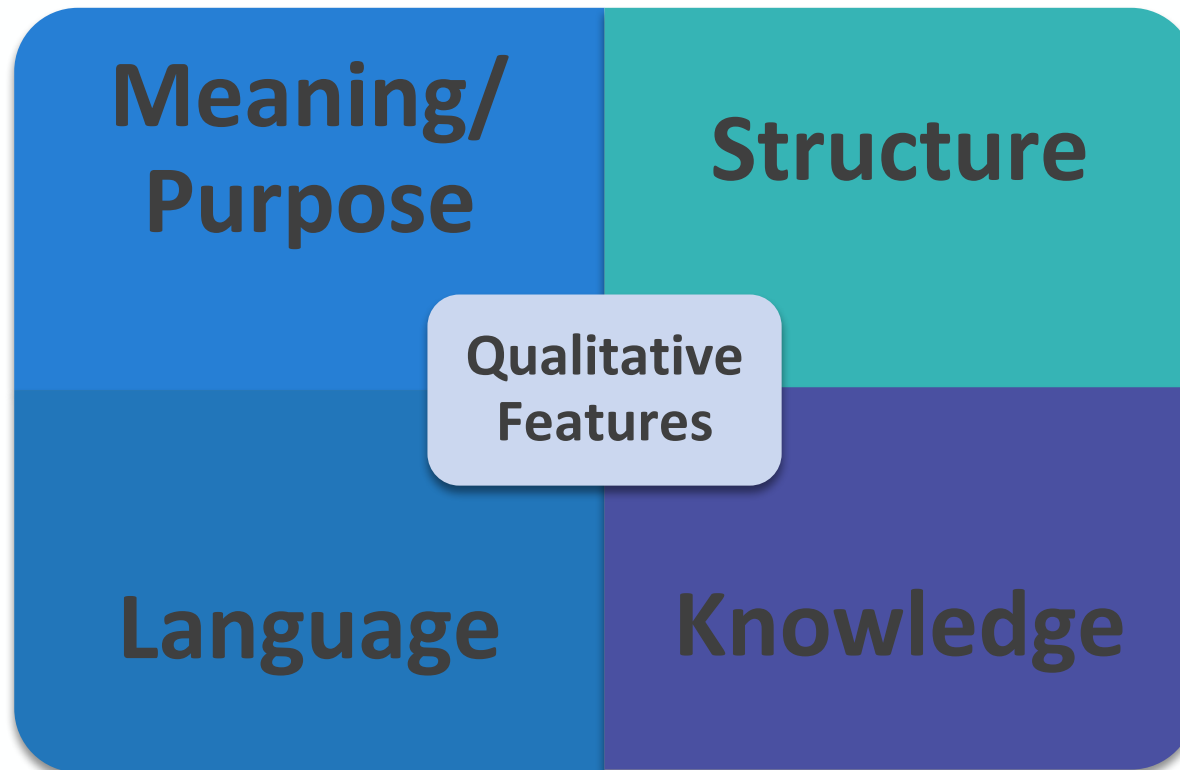 Meaning/
Purpose
Structure
Qualitative
Features
Language
Knowledge